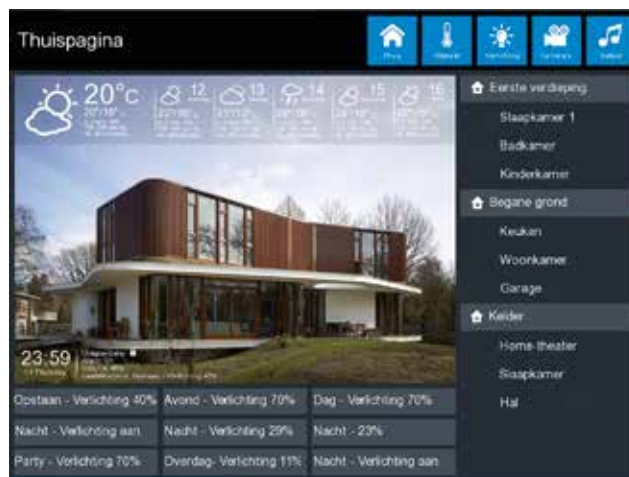 Thuispagina
20°C
12
13
14
15
16
23:59
Opstaan - Verlichting 40%
Avond - Verlichting 70%
Dag - Verlichting 70%
Nacht - Verlichting aan
Nacht - Verlichting 29%
Nacht - 23%
Party - Verlichting 70%
Overdag- Verlichting 11%
Nacht - Verlichting aan
Eerste verdieping
Slaapkamer 1
Badkamer
Kinderkamer
Begane grond
Keuken
Woonkamer
Garage
Kelder
Home theater
Slaapkamer
Hal